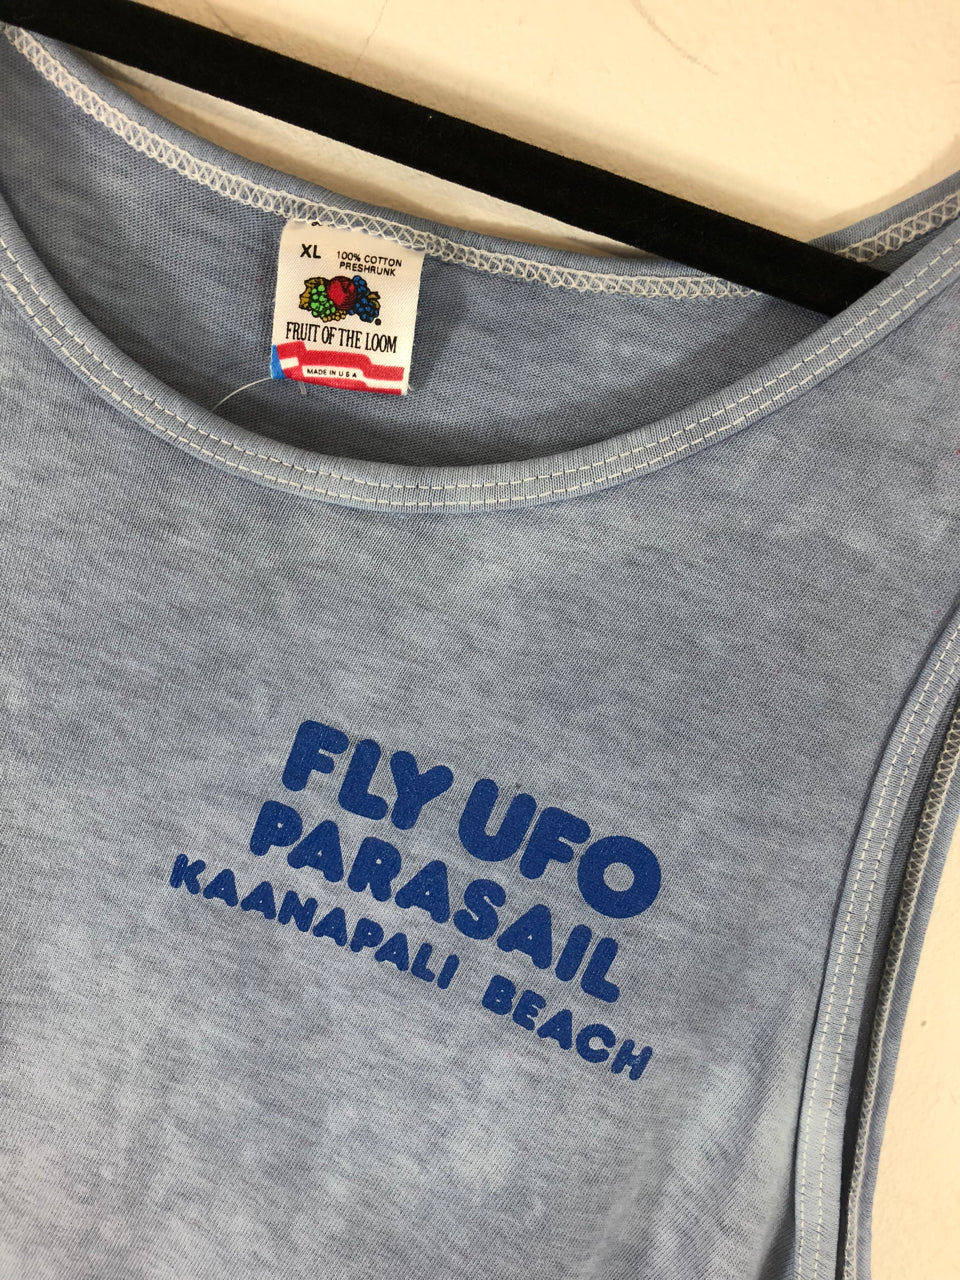 XL
100% COTTON
PRESHRUNK
FRUIT OF THE LOOM
MADE IN U S A
FLY UFO
PARASAIL
KAANAPALI BEACH